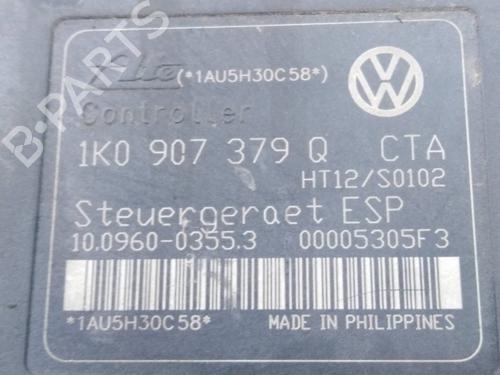 Ate (*1AU5H30C58*)
Controller
1K0 907 379 Q CTA
HT12/S0102
Steuergeraet ESP
10.0960-0355.3 00005305F3
*1AU5H30C58* MADE IN PHILIPPINES
B-PARTS